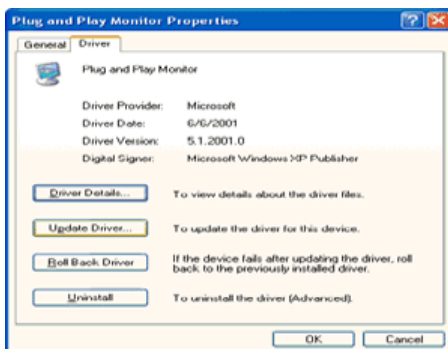 Plug and Play Monitor Properties
General Driver
Plug and Play Monitor
Driver Provider: Microsoft
Driver Date: 6/6/2001
Driver Version: 5.1.2001.0
Digital Signer: Microsoft Windows XP Publisher
Driver Details... To view details about the driver files.
Update Driver... To update the driver for this device.
Roll Back Driver If the device fails after updating the driver, roll
back to the previously installed driver.
Uninstall To uninstall the driver (Advanced).
OK Cancel